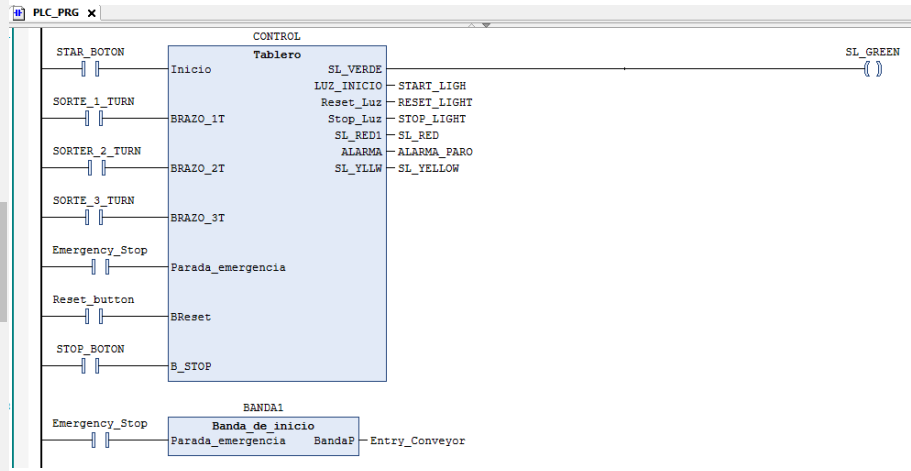 PLC_PRG
CONTROL
STAR_BOTON
Tablero
SL_GREEN
Inicio
SL_VERDE
LUZ_INICIO
START_LIGH
SORTE_1_TURN
Reset_Luz
RESET_LIGHT
BRAZO_1T
Stop_Luz
STOP_LIGHT
SL_RED1
SL_RED
SORTER_2_TURN
ALARMA
ALARMA_PARO
BRAZO_2T
SL_YLLW
SL_YELLOW
SORTE_3_TURN
BRAZO_3T
Emergency_Stop
Parada_emergencia
Reset_button
BReset
STOP_BOTON
B_STOP
BANDA1
Emergency_Stop
Banda_de_inicio
Parada_emergencia
BandaP
Entry_Conveyor